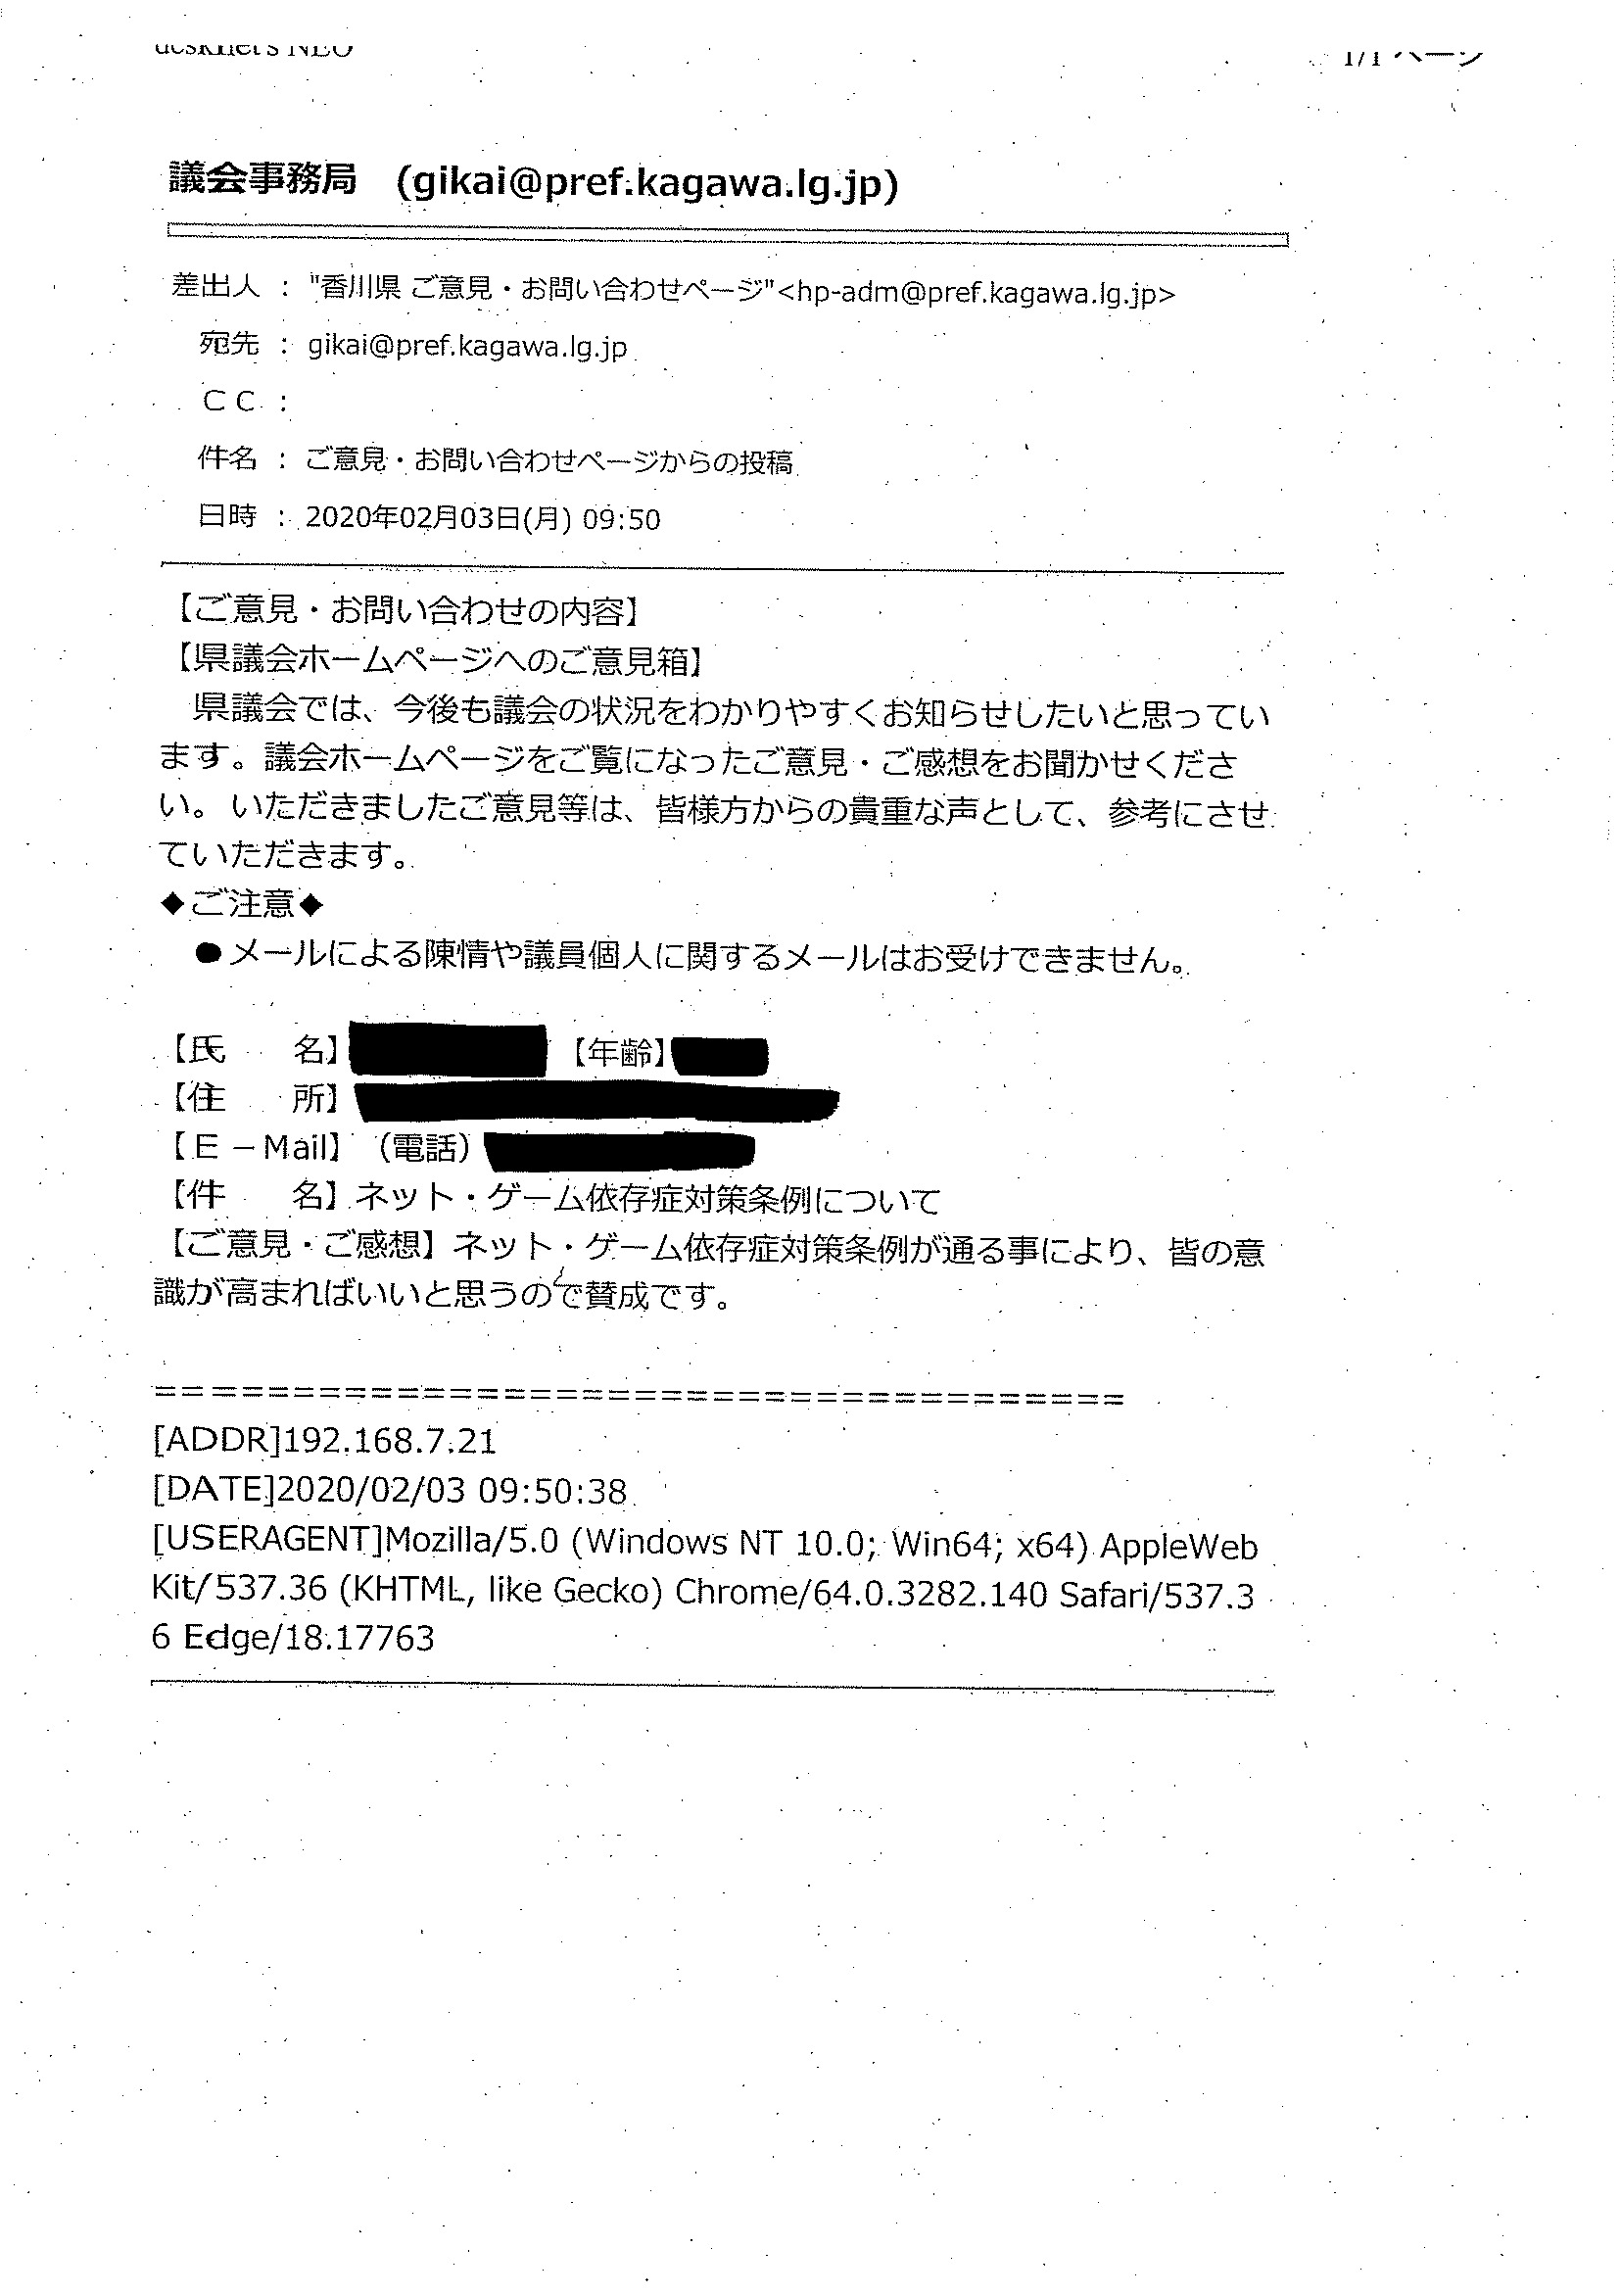 desknet's NEO
1/1 ページ
議会事務局 (gikai@pref.kagawa.lg.jp)
差出人 : "香川県 ご意見・お問い合わせページ"<hp-adm@pref.kagawa.lg.jp>
宛先 : gikai@pref.kagawa.lg.jp
ＣＣ :
件名 : ご意見・お問い合わせページからの投稿
日時 : 2020年02月03日(月) 09:50
【ご意見・お問い合わせの内容】
【県議会ホームページへのご意見箱】
　県議会では、今後も議会の状況をわかりやすくお知らせしたいと思ってい
ます。議会ホームページをご覧になったご意見・ご感想をお聞かせくださ
い。いただきましたご意見等は、皆様方からの貴重な声として、参考にさせ
ていただきます。
◆ご注意◆
　●メールによる陳情や議員個人に関するメールはお受けできません。
【氏　　名】 【年齢】
【住　　所】
【Ｅ－Mail】（電話）
【件　　名】ネット・ゲーム依存症対策条例について
【ご意見・ご感想】ネット・ゲーム依存症対策条例が通る事により、皆の意
識が高まればいいと思うので賛成です。
=====================================
[ADDR]192.168.7.21
[DATE]2020/02/03 09:50:38
[USERAGENT]Mozilla/5.0 (Windows NT 10.0; Win64; x64) AppleWeb
Kit/537.36 (KHTML, like Gecko) Chrome/64.0.3282.140 Safari/537.3
6 Edge/18.17763